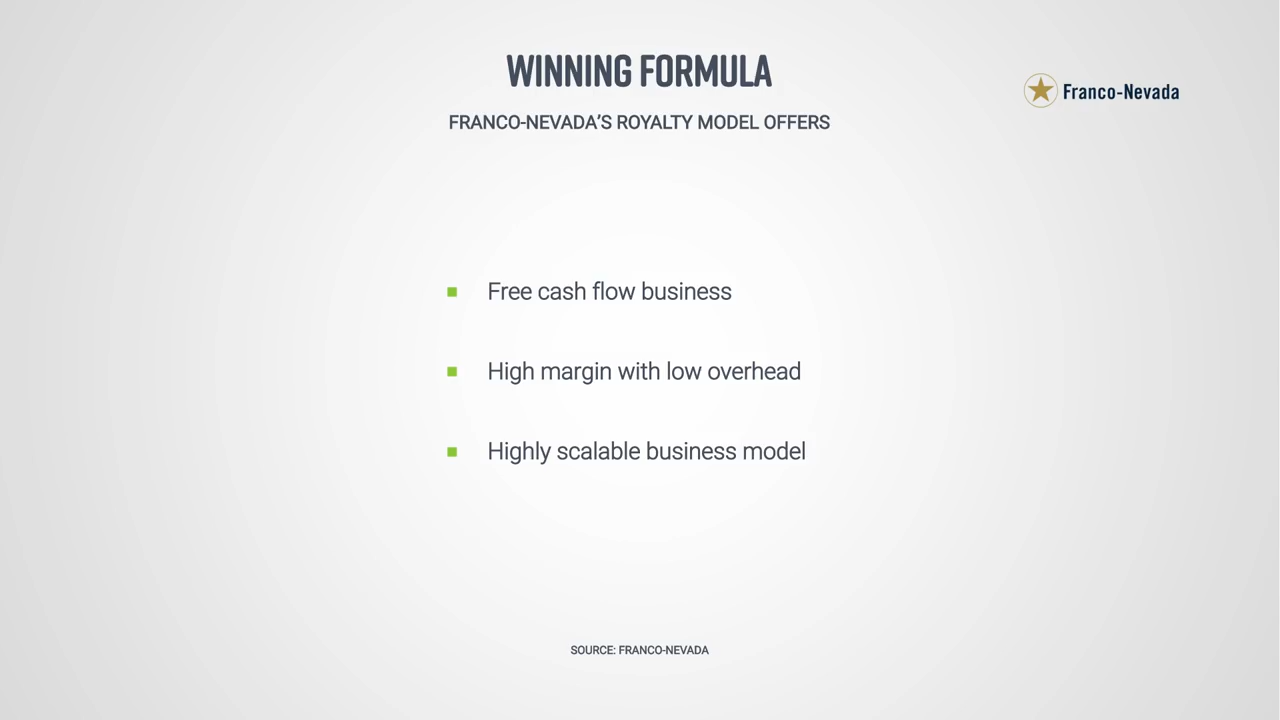 WINNING FORMULA
Franco-Nevada
FRANCO-NEVADA'S ROYALTY MODEL OFFERS
Free cash flow business
High margin with low overhead
Highly scalable business model
SOURCE: FRANCO-NEVADA